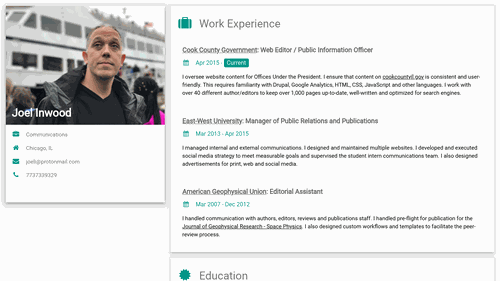 Joel Inwood
Communications
Chicago, IL
joeli@protonmail.com
7737339329
Work Experience
Cook County Government: Web Editor / Public Information Officer
Apr 2015 - Current
I oversee website content for Offices Under the President. I ensure that content on cookcountyil.gov is consistent and user-
friendly. This requires familiarity with Drupal, Google Analytics, HTML, CSS, JavaScript and other languages. I work with
over 40 different author/editors to keep over 1,000 pages up-to-date, well-written and optimized for search engines.
East-West University: Manager of Public Relations and Publications
Mar 2013 - Apr 2015
I managed internal and external communications. I designed and maintained multiple websites. I developed and executed
social media strategy to meet measurable goals and supervised the student intern communications team. I also designed
advertisements for print, web and social media.
American Geophysical Union: Editorial Assistant
Mar 2007 - Dec 2012
I handled communication with authors, editors, reviews and publications staff. I handled pre-flight for publication for the
Journal of Geophysical Research - Space Physics. I also designed custom workflows and templates to facilitate the peer-
review process.
Education